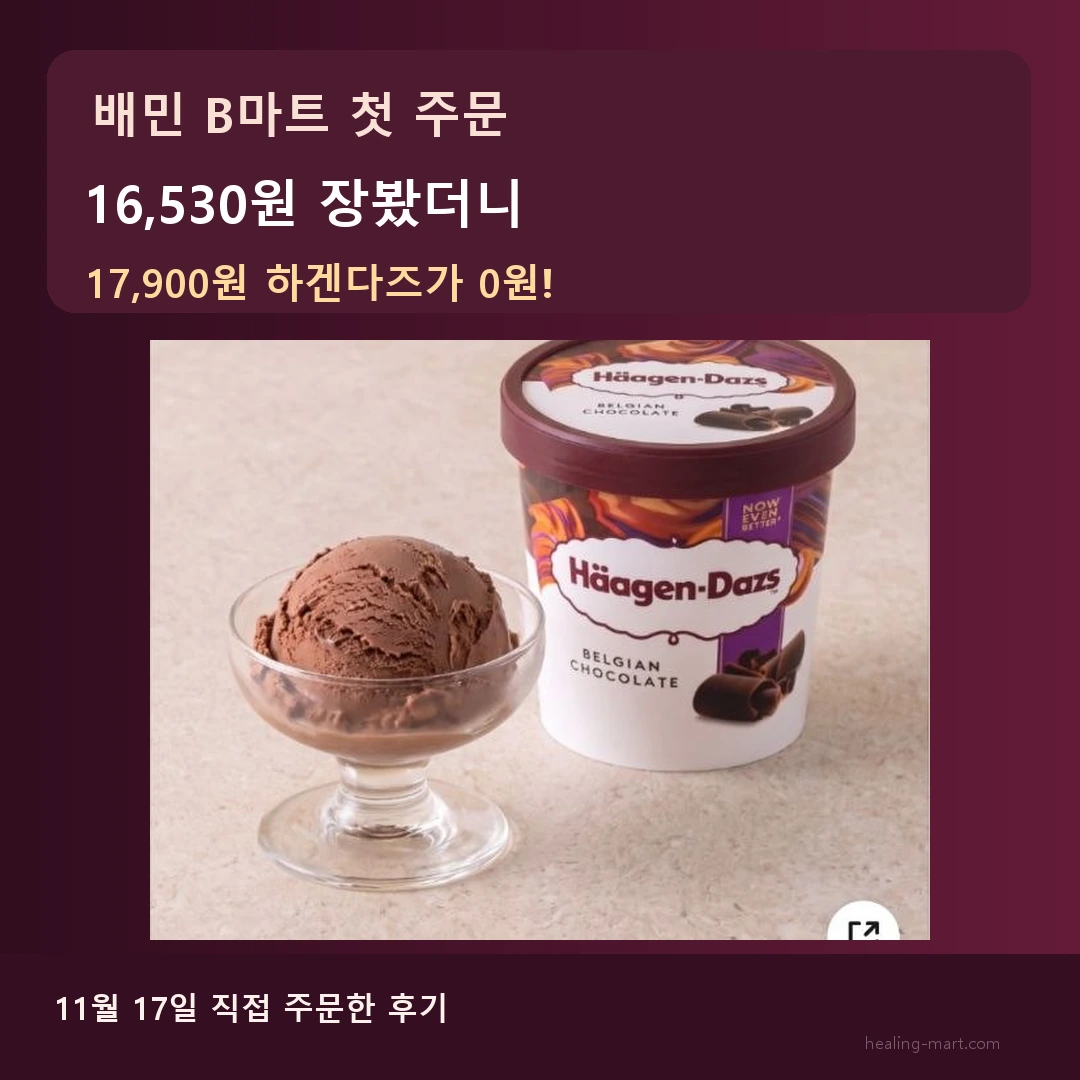 배민 B마트 첫 주문
16,530원 장봤더니
17,900원 하겐다즈가 0원!
Häagen-Dazs
BELGIAN
CHOCOLATE
NOW
EVEN
BETTER
Häagen-Dazs
BELGIAN
CHOCOLATE
11월 17일 직접 주문한 후기
healing-mart.com